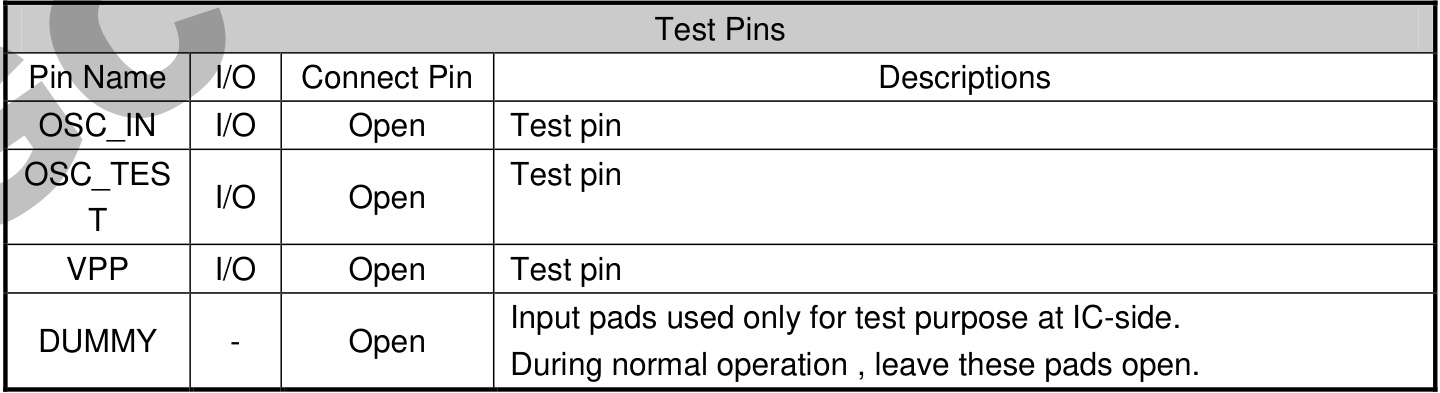 Test Pins
Pin Name I/O Connect Pin Descriptions
OSC_IN I/O Open Test pin
OSC_TES
T I/O Open Test pin
VPP I/O Open Test pin
DUMMY - Open Input pads used only for test purpose at IC-side.
During normal operation , leave these pads open.